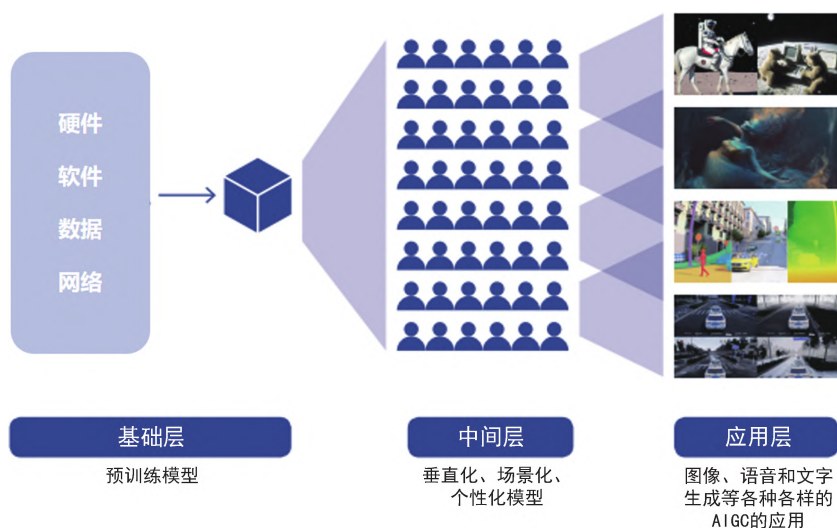 硬件
软件
数据
网络
基础层
预训练模型
中间层
垂直化、场景化、
个性化模型
应用层
图像、语音和文字
生成等各种各样的
AIGC的应用